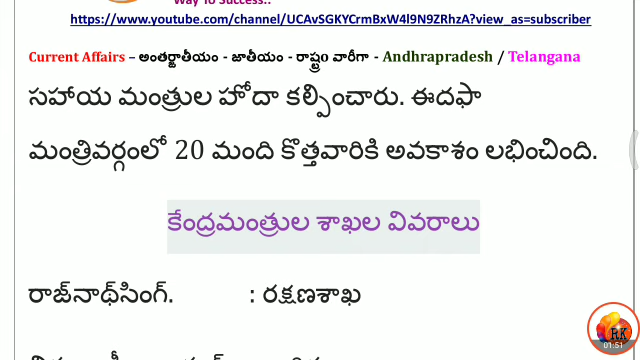 Way To Success..
https://www.youtube.com/channel/UCAvSGKYCrmBxW4l9N9ZRhzA?view_as=subscriber
Current Affairs – అంతర్జాతీయం - జాతీయం - రాష్ట్రం వారీగా - Andhrapradesh / Telangana
సహాయ మంత్రుల హోదా కల్పించారు. ఈదఫా
మంత్రివర్గంలో 20 మంది కొత్తవారికి అవకాశం లభించింది.
కేంద్రమంత్రుల శాఖల వివరాలు
రాజ్‌నాథ్‌సింగ్. : రక్షణశాఖ
RK
01:51